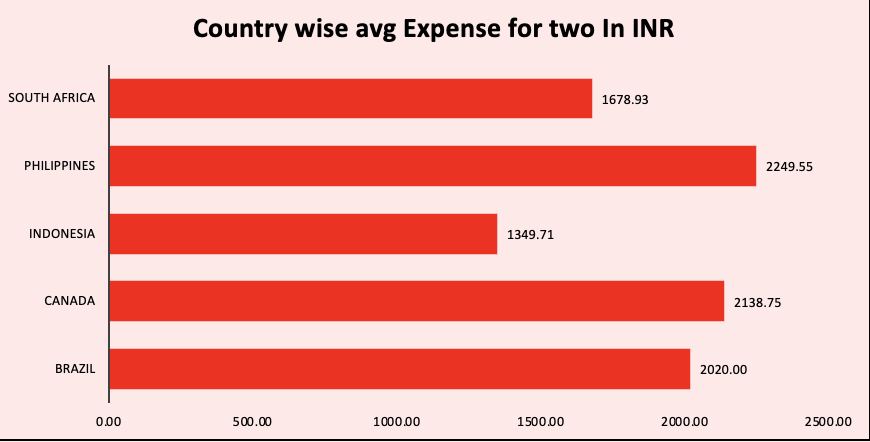 Country wise avg Expense for two In INR
SOUTH AFRICA 1678.93
PHILIPPINES 2249.55
INDONESIA 1349.71
CANADA 2138.75
BRAZIL 2020.00
0.00 500.00 1000.00 1500.00 2000.00 2500.00